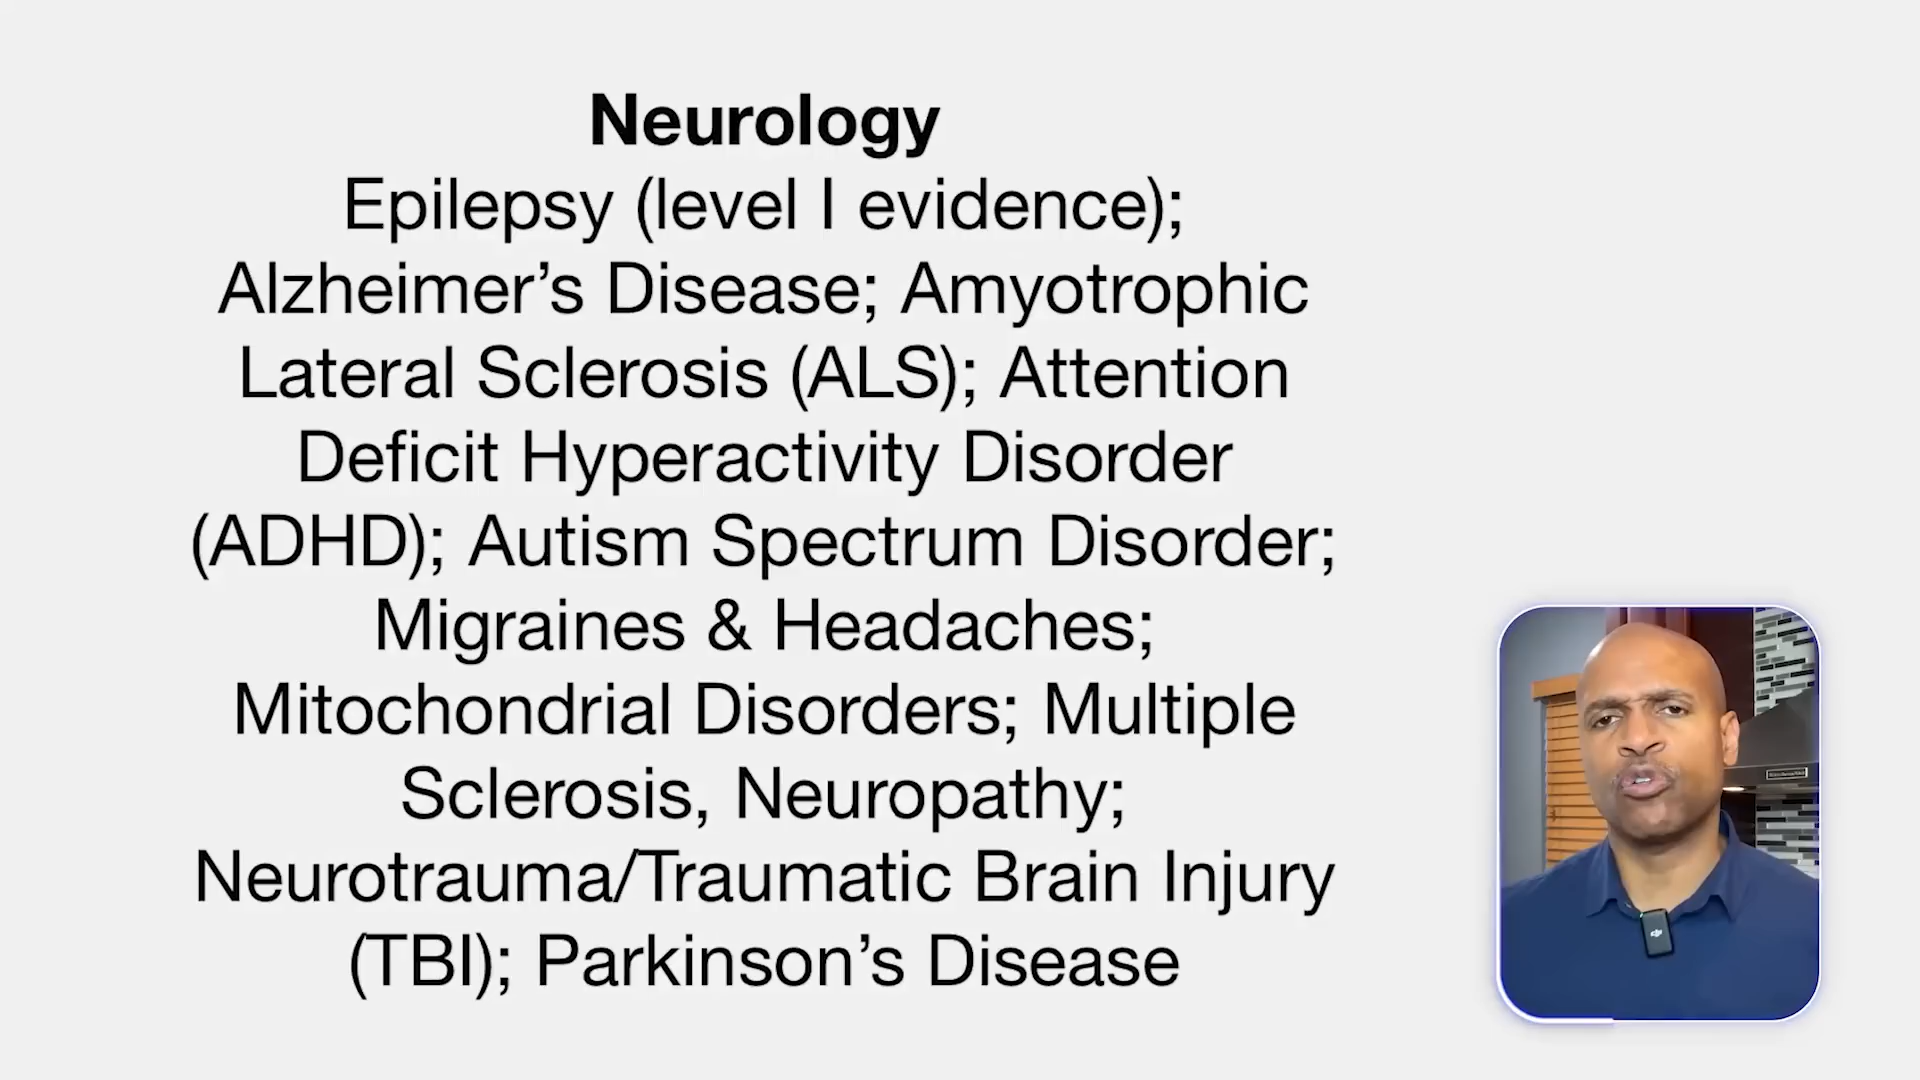 Neurology
Epilepsy (level I evidence);
Alzheimer’s Disease; Amyotrophic
Lateral Sclerosis (ALS); Attention
Deficit Hyperactivity Disorder
(ADHD); Autism Spectrum Disorder;
Migraines & Headaches;
Mitochondrial Disorders; Multiple
Sclerosis, Neuropathy;
Neurotrauma/Traumatic Brain Injury
(TBI); Parkinson’s Disease